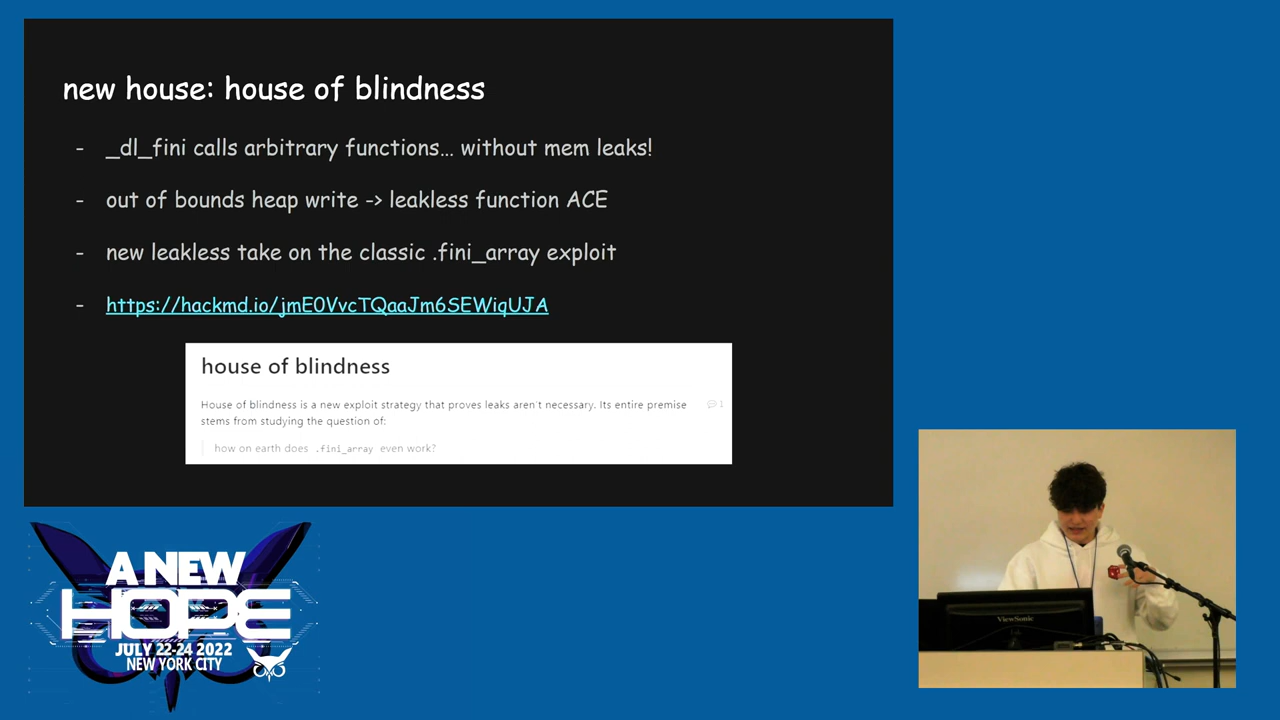 new house: house of blindness
- _dl_fini calls arbitrary functions... without mem leaks!
- out of bounds heap write -> leakless function ACE
- new leakless take on the classic .fini_array exploit
- https://hackmd.io/jmE0VvcTQaaJm6SEWiqUJA
house of blindness
House of blindness is a new exploit strategy that proves leaks aren't necessary. Its entire premise
stems from studying the question of:
1
how on earth does .fini_array even work?
A NEW
HOPE
JULY 22-24 2022
NEW YORK CITY
ViewSonic